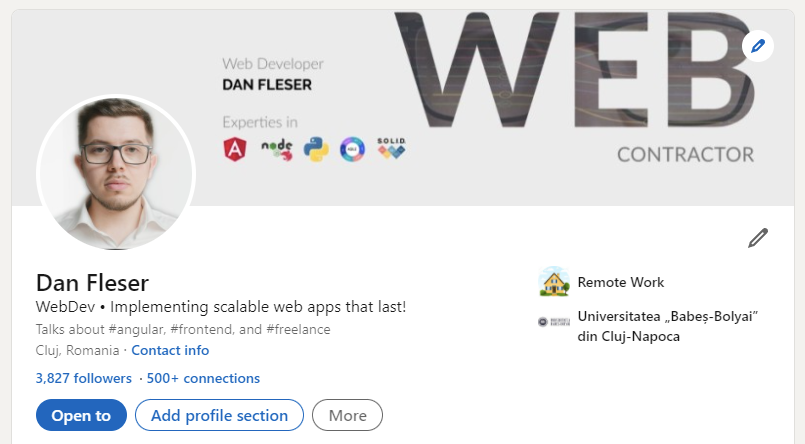 WEB
Web Developer
DAN FLESER
Experties in
node
S.O.L.I.D.
CONTRACTOR
Dan Fleser
WebDev • Implementing scalable web apps that last!
Talks about #angular, #frontend, and #freelance
Cluj, Romania · Contact info
3,827 followers · 500+ connections
Open to
Add profile section
More
Remote Work
Universitatea „Babeș-Bolyai”
din Cluj-Napoca